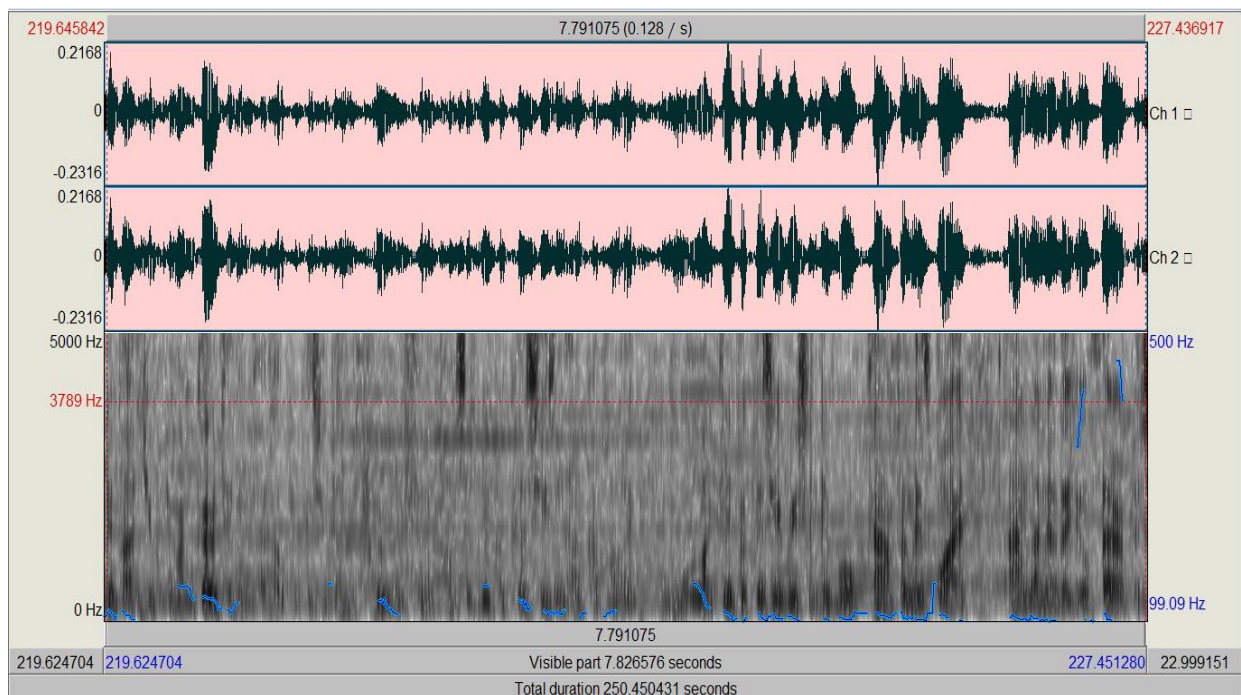 219.645842 7.791075 (0.128 / s) 227.436917
0.2168
0 Ch 1
-0.2316
0.2168
0 Ch 2
-0.2316
5000 Hz 500 Hz
3789 Hz
0 Hz 99.09 Hz
7.791075
219.624704 219.624704 Visible part 7.826576 seconds 227.451280 22.999151
Total duration 250.450431 seconds